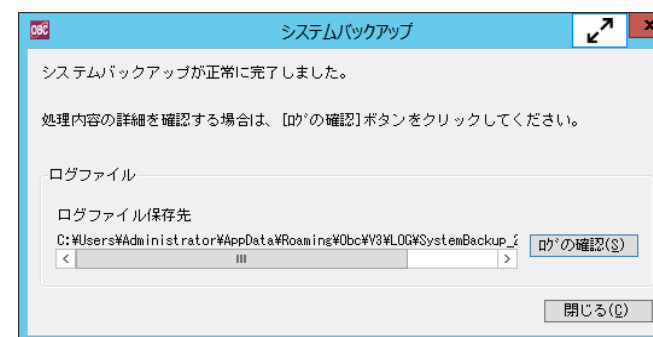 OBC
システムバックアップ
x
システムバックアップが正常に完了しました。
処理内容の詳細を確認する場合は、[ﾛｸﾞの確認]ボタンをクリックしてください。
ログファイル
ログファイル保存先
C:¥Users¥Administrator¥AppData¥Roaming¥Obc¥V3¥LOG¥SystemBackup_2
ﾛｸﾞの確認(S)
閉じる(C)